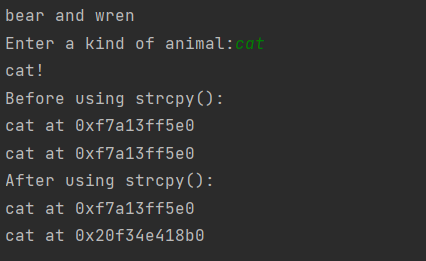 bear and wren
Enter a kind of animal:cat
cat!
Before using strcpy():
cat at 0xf7a13ff5e0
cat at 0xf7a13ff5e0
After using strcpy():
cat at 0xf7a13ff5e0
cat at 0x20f34e418b0